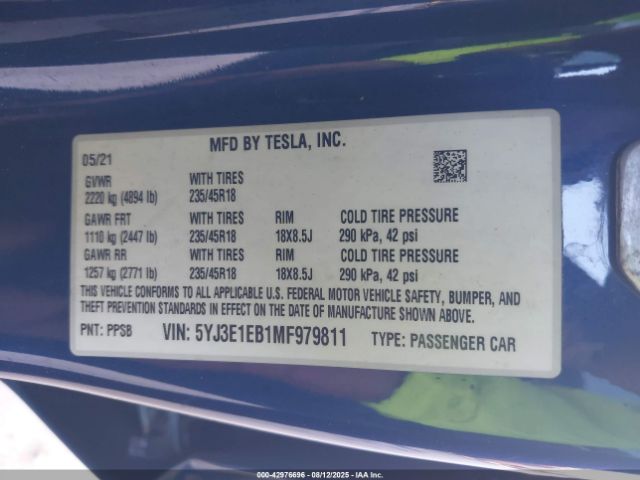 MFD BY TESLA, INC.
05/21
GVWR WITH TIRES
2220 kg (4894 lb) 235/45R18
GAWR FRT WITH TIRES RIM COLD TIRE PRESSURE
1110 kg (2447 lb) 235/45R18 18X8.5J 290 kPa, 42 psi
GAWR RR WITH TIRES RIM COLD TIRE PRESSURE
1257 kg (2771 lb) 235/45R18 18X8.5J 290 kPa, 42 psi
THIS VEHICLE CONFORMS TO ALL APPLICABLE U.S. FEDERAL MOTOR VEHICLE SAFETY, BUMPER, AND
THEFT PREVENTION STANDARDS IN EFFECT ON THE DATE OF MANUFACTURE SHOWN ABOVE.
PNT: PPSB VIN: 5YJ3E1EB1MF979811 TYPE: PASSENGER CAR
000-42976696 - 08/12/2025 - IAA Inc.